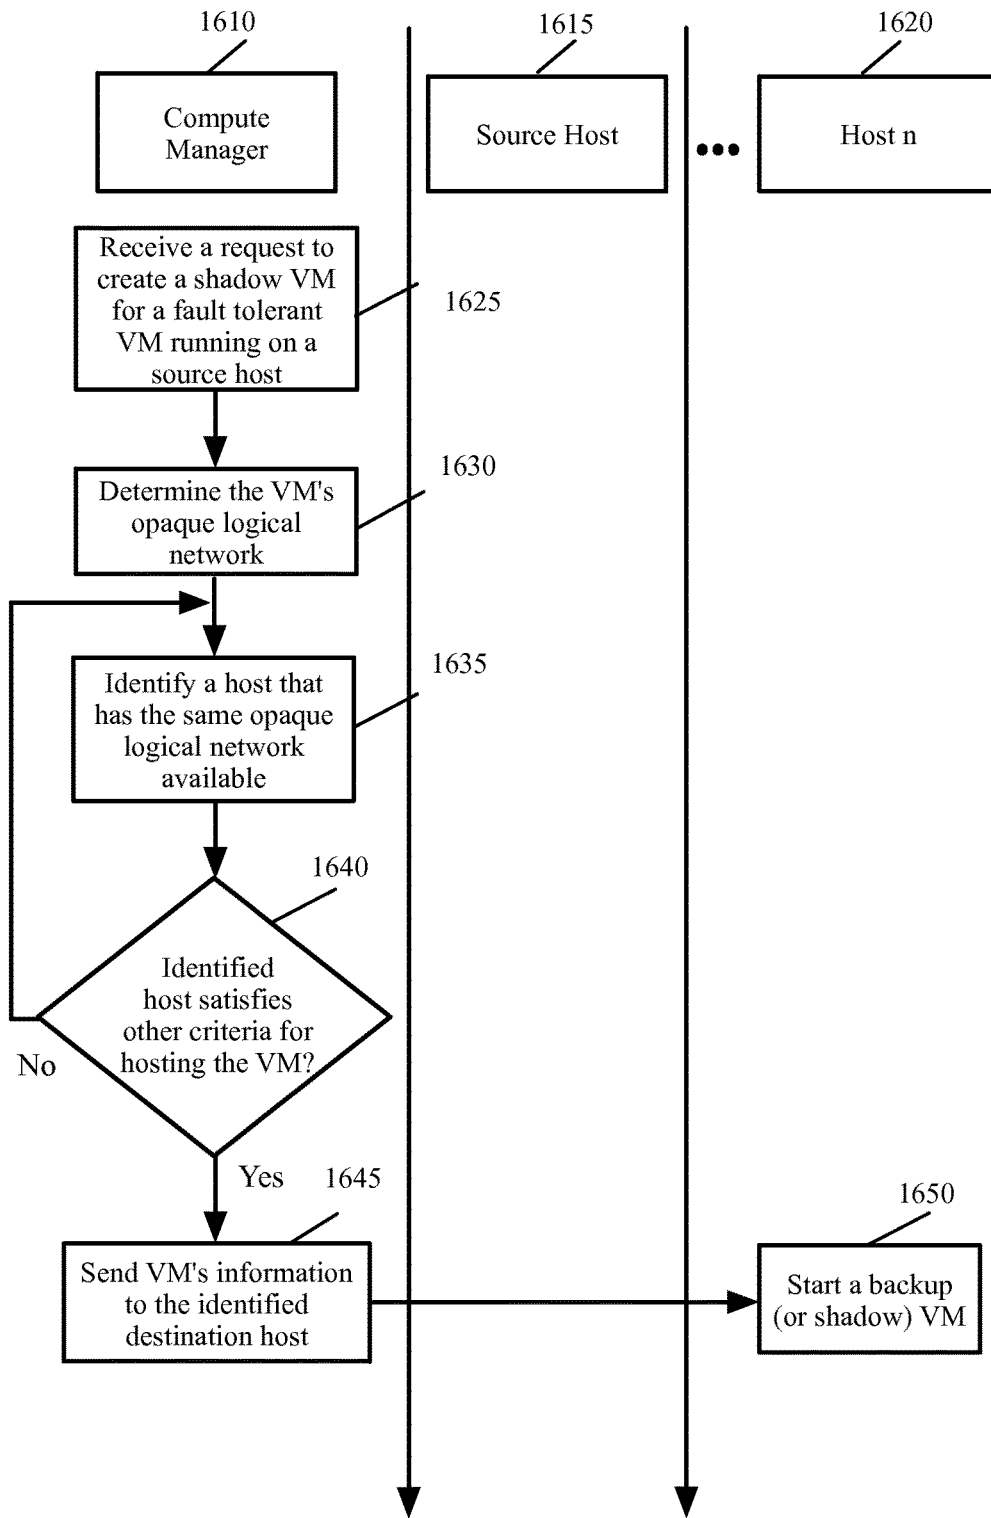 1610
1615
1620
Compute
Manager
Source Host
Host n
Receive a request to
create a shadow VM
for a fault tolerant
VM running on a
source host
1625
1630
Determine the VM's
opaque logical
network
1635
Identify a host that
has the same opaque
logical network
available
1640
Identified
host satisfies
other criteria for
hosting the VM?
No
Yes
1645
1650
Send VM's information
to the identified
destination host
Start a backup
(or shadow) VM